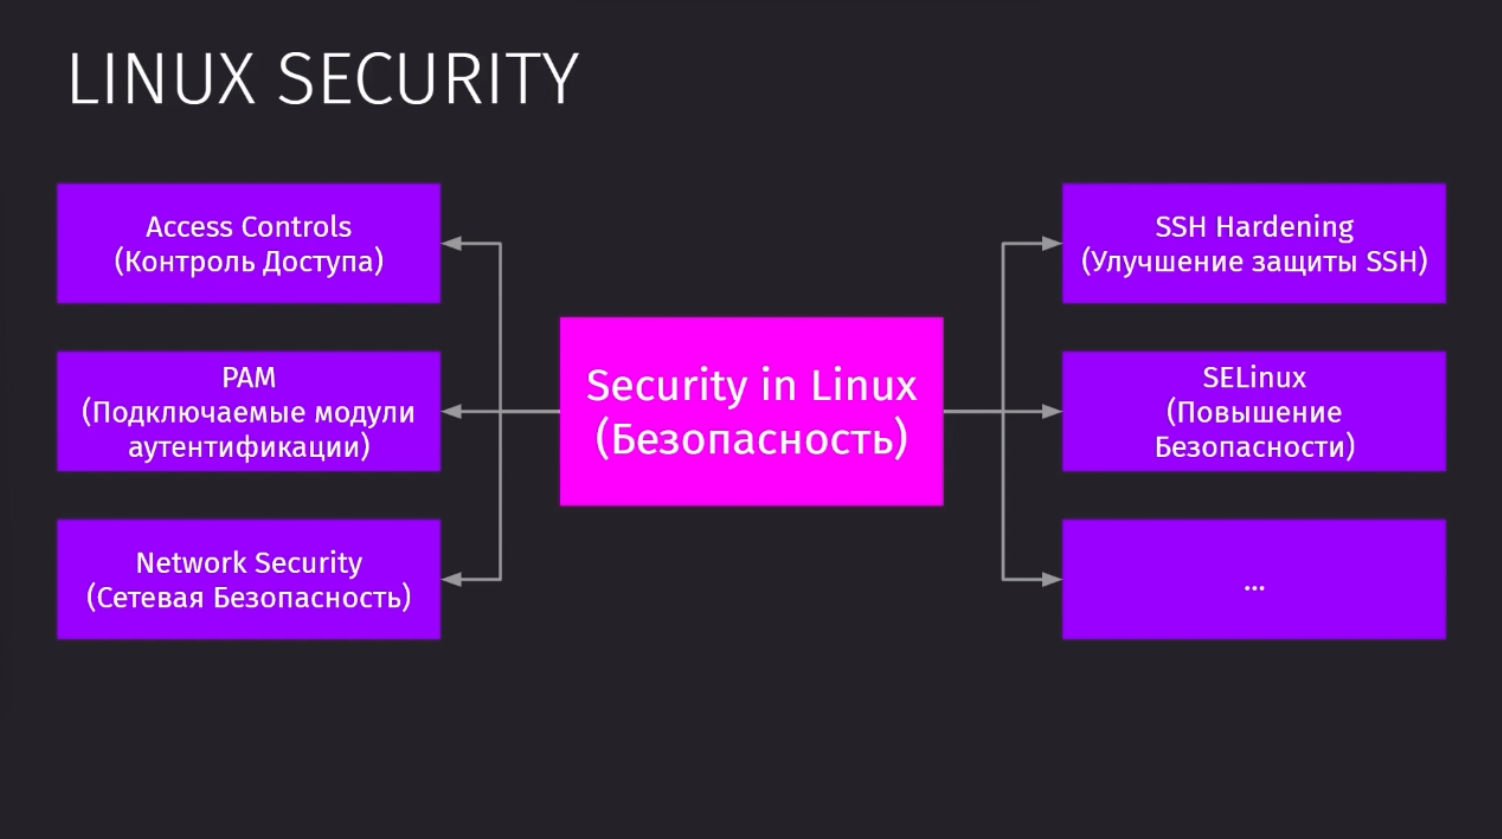 LINUX SECURITY
Access Controls
(Контроль Доступа)
PAM
(Подключаемые модули
аутентификации)
Network Security
(Сетевая Безопасность)
Security in Linux
(Безопасность)
SSH Hardening
(Улучшение защиты SSH)
SELinux
(Повышение
Безопасности)
...